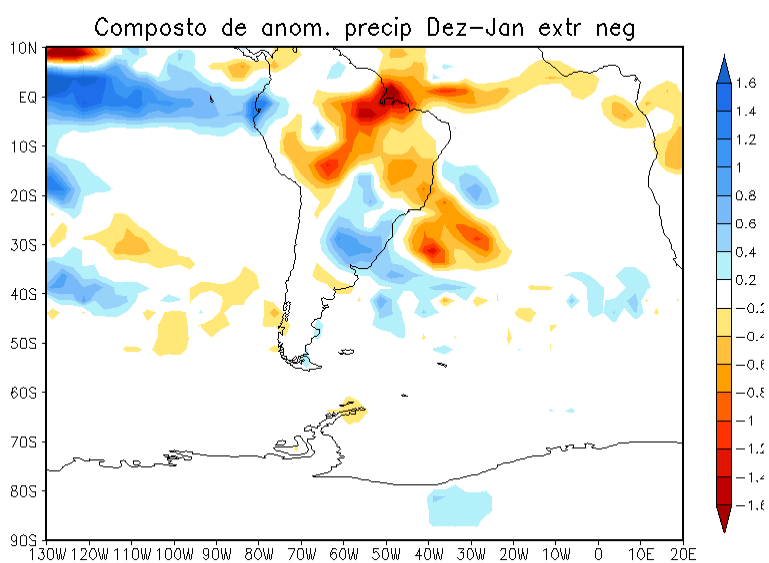 Composto de anom. precip Dez-Jan extr neg
10N
EQ
10S
20S
30S
40S
50S
60S
70S
80S
90S
130W 120W 110W 100W 90W 80W 70W 60W 50W 40W 30W 20W 10W 0 10E 20E
1.6
1.4
1.2
1
0.8
0.6
0.4
0.2
-0.2
-0.4
-0.6
-0.8
-1
-1.2
-1.4
-1.6